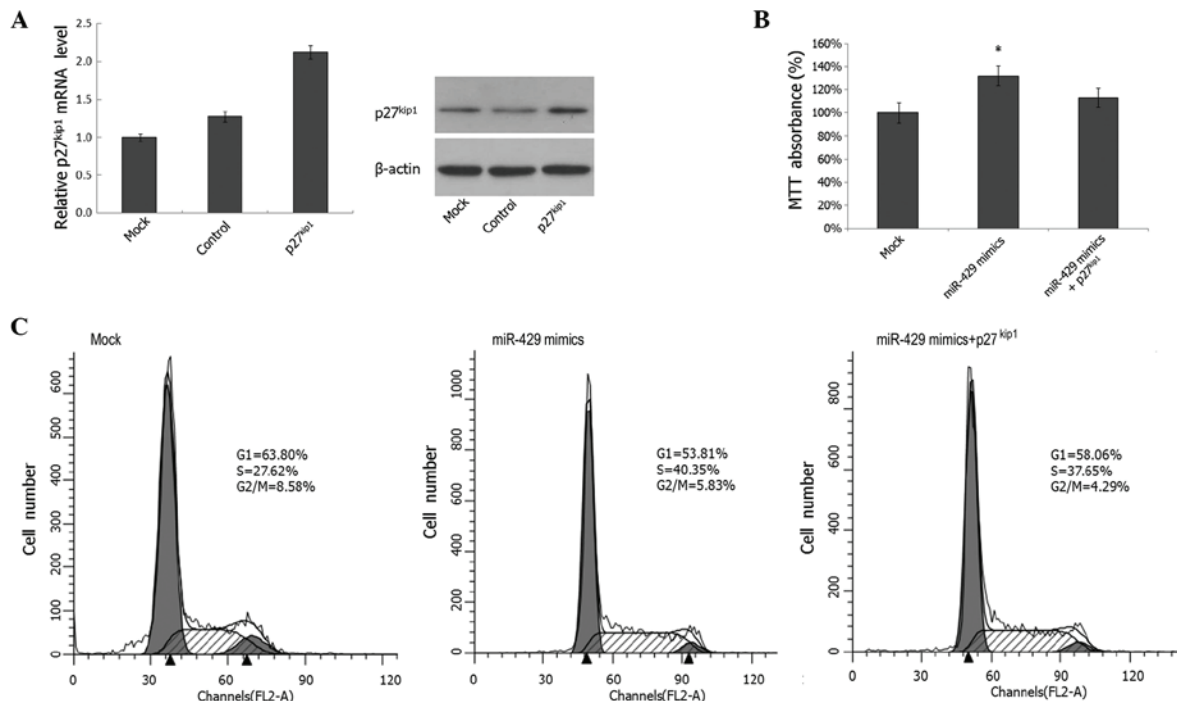 A
Relative p27kip1 mRNA level
2.5
2.0
1.5
1.0
0.5
0.0
Mock
Control
p27kip1
p27kip1
β-actin
Mock
Control
p27kip1
B
MTT absorbance (%)
160%
140%
120%
100%
80%
60%
40%
20%
0%
*
Mock
miR-429 mimics
miR-429 mimics
+ p27kip1
C
Mock
Cell number
600
500
400
300
200
100
0
G1=63.80%
S=27.62%
G2/M=8.58%
0
30
60
90
120
Channels(FL2-A)
miR-429 mimics
Cell number
1000
800
600
400
200
0
G1=53.81%
S=40.35%
G2/M=5.83%
0
30
60
90
120
Channels(FL2-A)
miR-429 mimics+p27 kip1
Cell number
800
600
400
200
0
G1=58.06%
S=37.65%
G2/M=4.29%
0
30
60
90
120
Channels(FL2-A)